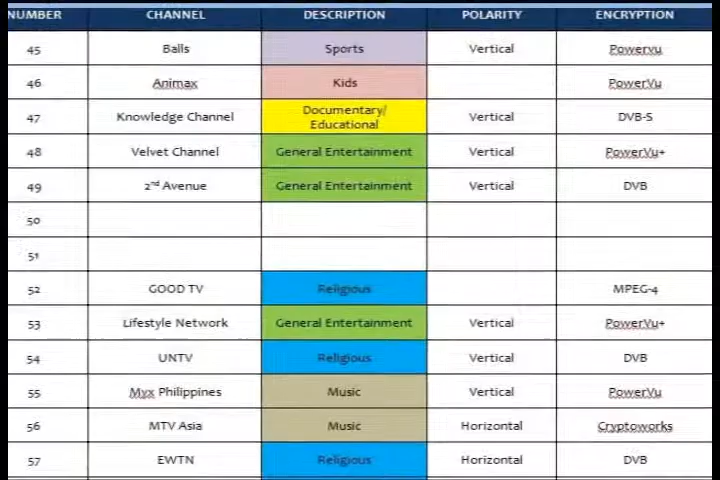 NUMBER CHANNEL DESCRIPTION POLARITY ENCRYPTION
45 Balls Sports Vertical Powervu
46 Animax Kids PowerVu
47 Knowledge Channel Documentary/ Educational Vertical DVB-S
48 Velvet Channel General Entertainment Vertical PowerVu+
49 2nd Avenue General Entertainment Vertical DVB
50
51
52 GOOD TV Religious MPEG-4
53 Lifestyle Network General Entertainment Vertical PowerVu+
54 UNTV Religious Vertical DVB
55 Myx Philippines Music Vertical PowerVu
56 MTV Asia Music Horizontal Cryptoworks
57 EWTN Religious Horizontal DVB